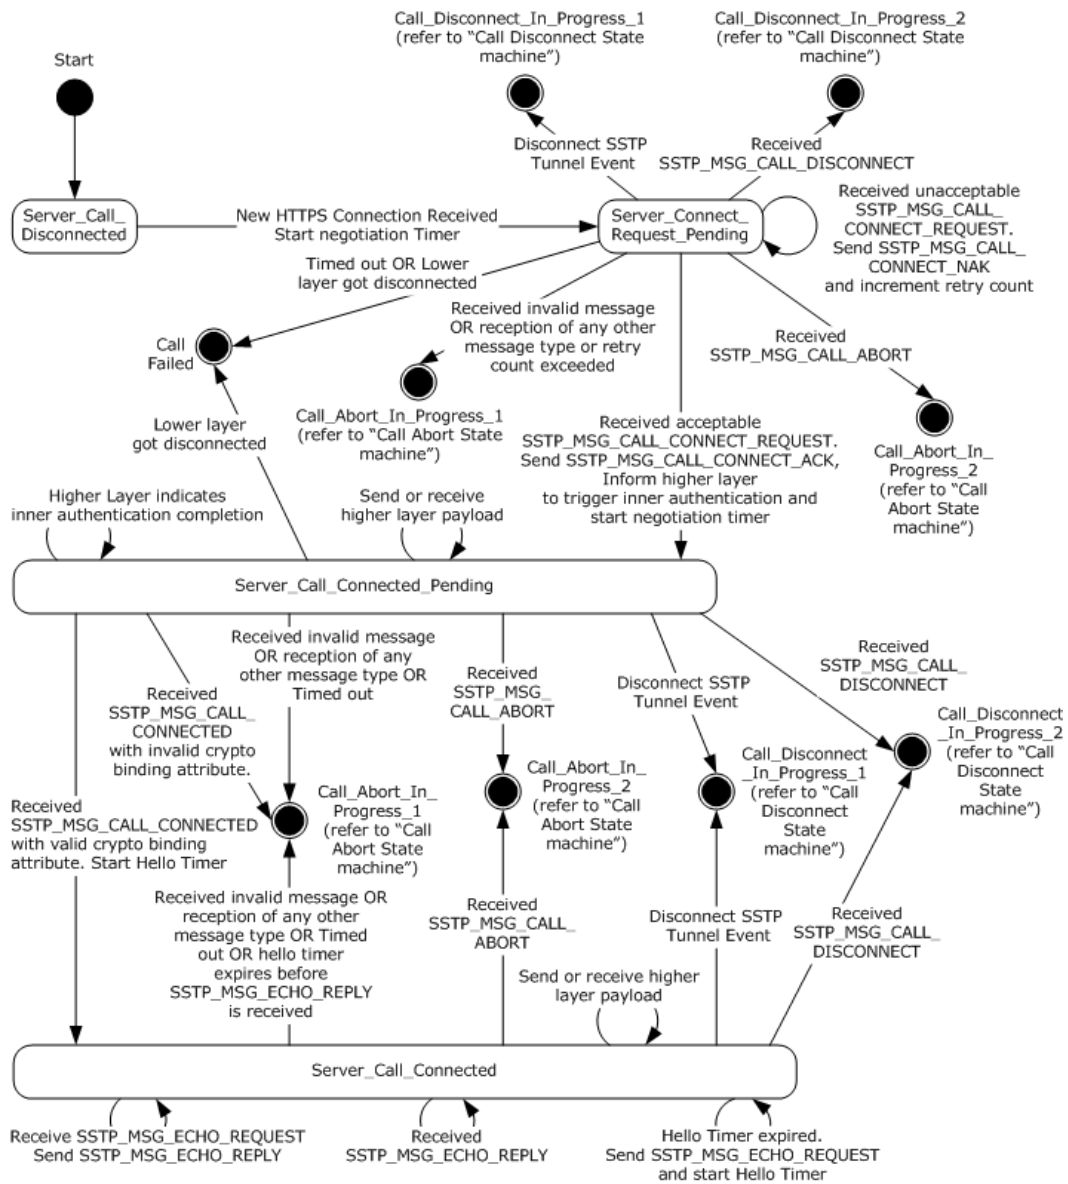 Call_Disconnect_In_Progress_1
(refer to “Call Disconnect State
machine”)
Call_Disconnect_In_Progress_2
(refer to “Call Disconnect State
machine”)
Start
Disconnect SSTP
Tunnel Event
Received
SSTP_MSG_CALL_DISCONNECT
Server_Call_
Disconnected
New HTTPS Connection Received
Start negotiation Timer
Server_Connect_
Request_Pending
Received unacceptable
SSTP_MSG_CALL_
CONNECT_REQUEST.
Send SSTP_MSG_CALL_
CONNECT_NAK
and increment retry count
Timed out OR Lower
layer got disconnected
Received invalid message
OR reception of any other
message type or retry
count exceeded
Received
SSTP_MSG_CALL_ABORT
Call
Failed
Call_Abort_In_Progress_1
(refer to “Call Abort State
machine”)
Lower layer
got disconnected
Received acceptable
SSTP_MSG_CALL_CONNECT_REQUEST.
Send SSTP_MSG_CALL_CONNECT_ACK,
Inform higher layer
to trigger inner authentication and
start negotiation timer
Call_Abort_In_
Progress_2
(refer to “Call
Abort State
machine”)
Higher Layer indicates
inner authentication completion
Send or receive
higher layer payload
Server_Call_Connected_Pending
Received invalid message
OR reception of any
other message type OR
Timed out
Received
SSTP_MSG_CALL_
CONNECTED
with invalid crypto
binding attribute.
Received
SSTP_MSG_
CALL_ABORT
Disconnect SSTP
Tunnel Event
Received
SSTP_MSG_CALL_
DISCONNECT
Call_Disconnect
_In_Progress_2
(refer to “Call
Disconnect
State
machine”)
Call_Disconnect
_In_Progress_1
(refer to “Call
Disconnect
State
machine”)
Call_Abort_In_
Progress_2
(refer to “Call
Abort State
machine”)
Call_Abort_In_
Progress_1
(refer to “Call
Abort State
machine”)
Received
SSTP_MSG_CALL_CONNECTED
with valid crypto binding
attribute. Start Hello Timer
Received invalid message OR
reception of any other
message type OR Timed
out OR hello timer
expires before
SSTP_MSG_ECHO_REPLY
is received
Received
SSTP_MSG_CALL_
ABORT
Disconnect SSTP
Tunnel Event
Received
SSTP_MSG_CALL_
DISCONNECT
Send or receive higher
layer payload
Server_Call_Connected
Receive SSTP_MSG_ECHO_REQUEST
Send SSTP_MSG_ECHO_REPLY
Received
SSTP_MSG_ECHO_REPLY
Hello Timer expired.
Send SSTP_MSG_ECHO_REQUEST
and start Hello Timer